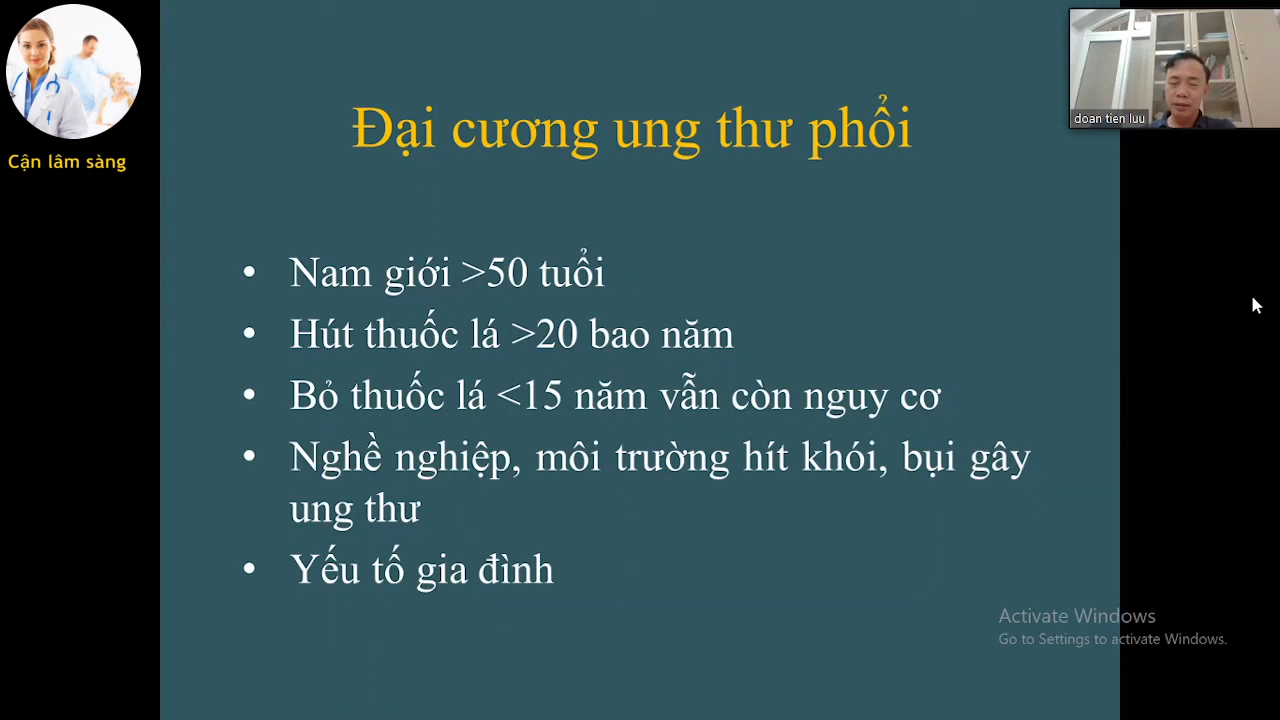 Cận lâm sàng
doan tien luu
Đại cương ung thư phổi
• Nam giới >50 tuổi
• Hút thuốc lá >20 bao năm
• Bỏ thuốc lá <15 năm vẫn còn nguy cơ
• Nghề nghiệp, môi trường hít khói, bụi gây
ung thư
• Yếu tố gia đình
Activate Windows
Go to Settings to activate Windows.